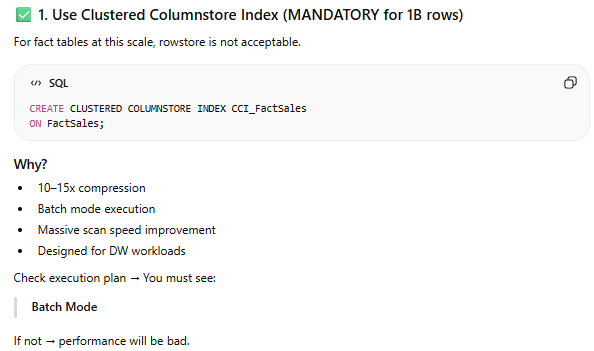 ✅ 1. Use Clustered Columnstore Index (MANDATORY for 1B rows)
For fact tables at this scale, rowstore is not acceptable.
</> SQL
CREATE CLUSTERED COLUMNSTORE INDEX CCI_FactSales
ON FactSales;
Why?
• 10–15x compression
• Batch mode execution
• Massive scan speed improvement
• Designed for DW workloads
Check execution plan → You must see:
Batch Mode
If not → performance will be bad.